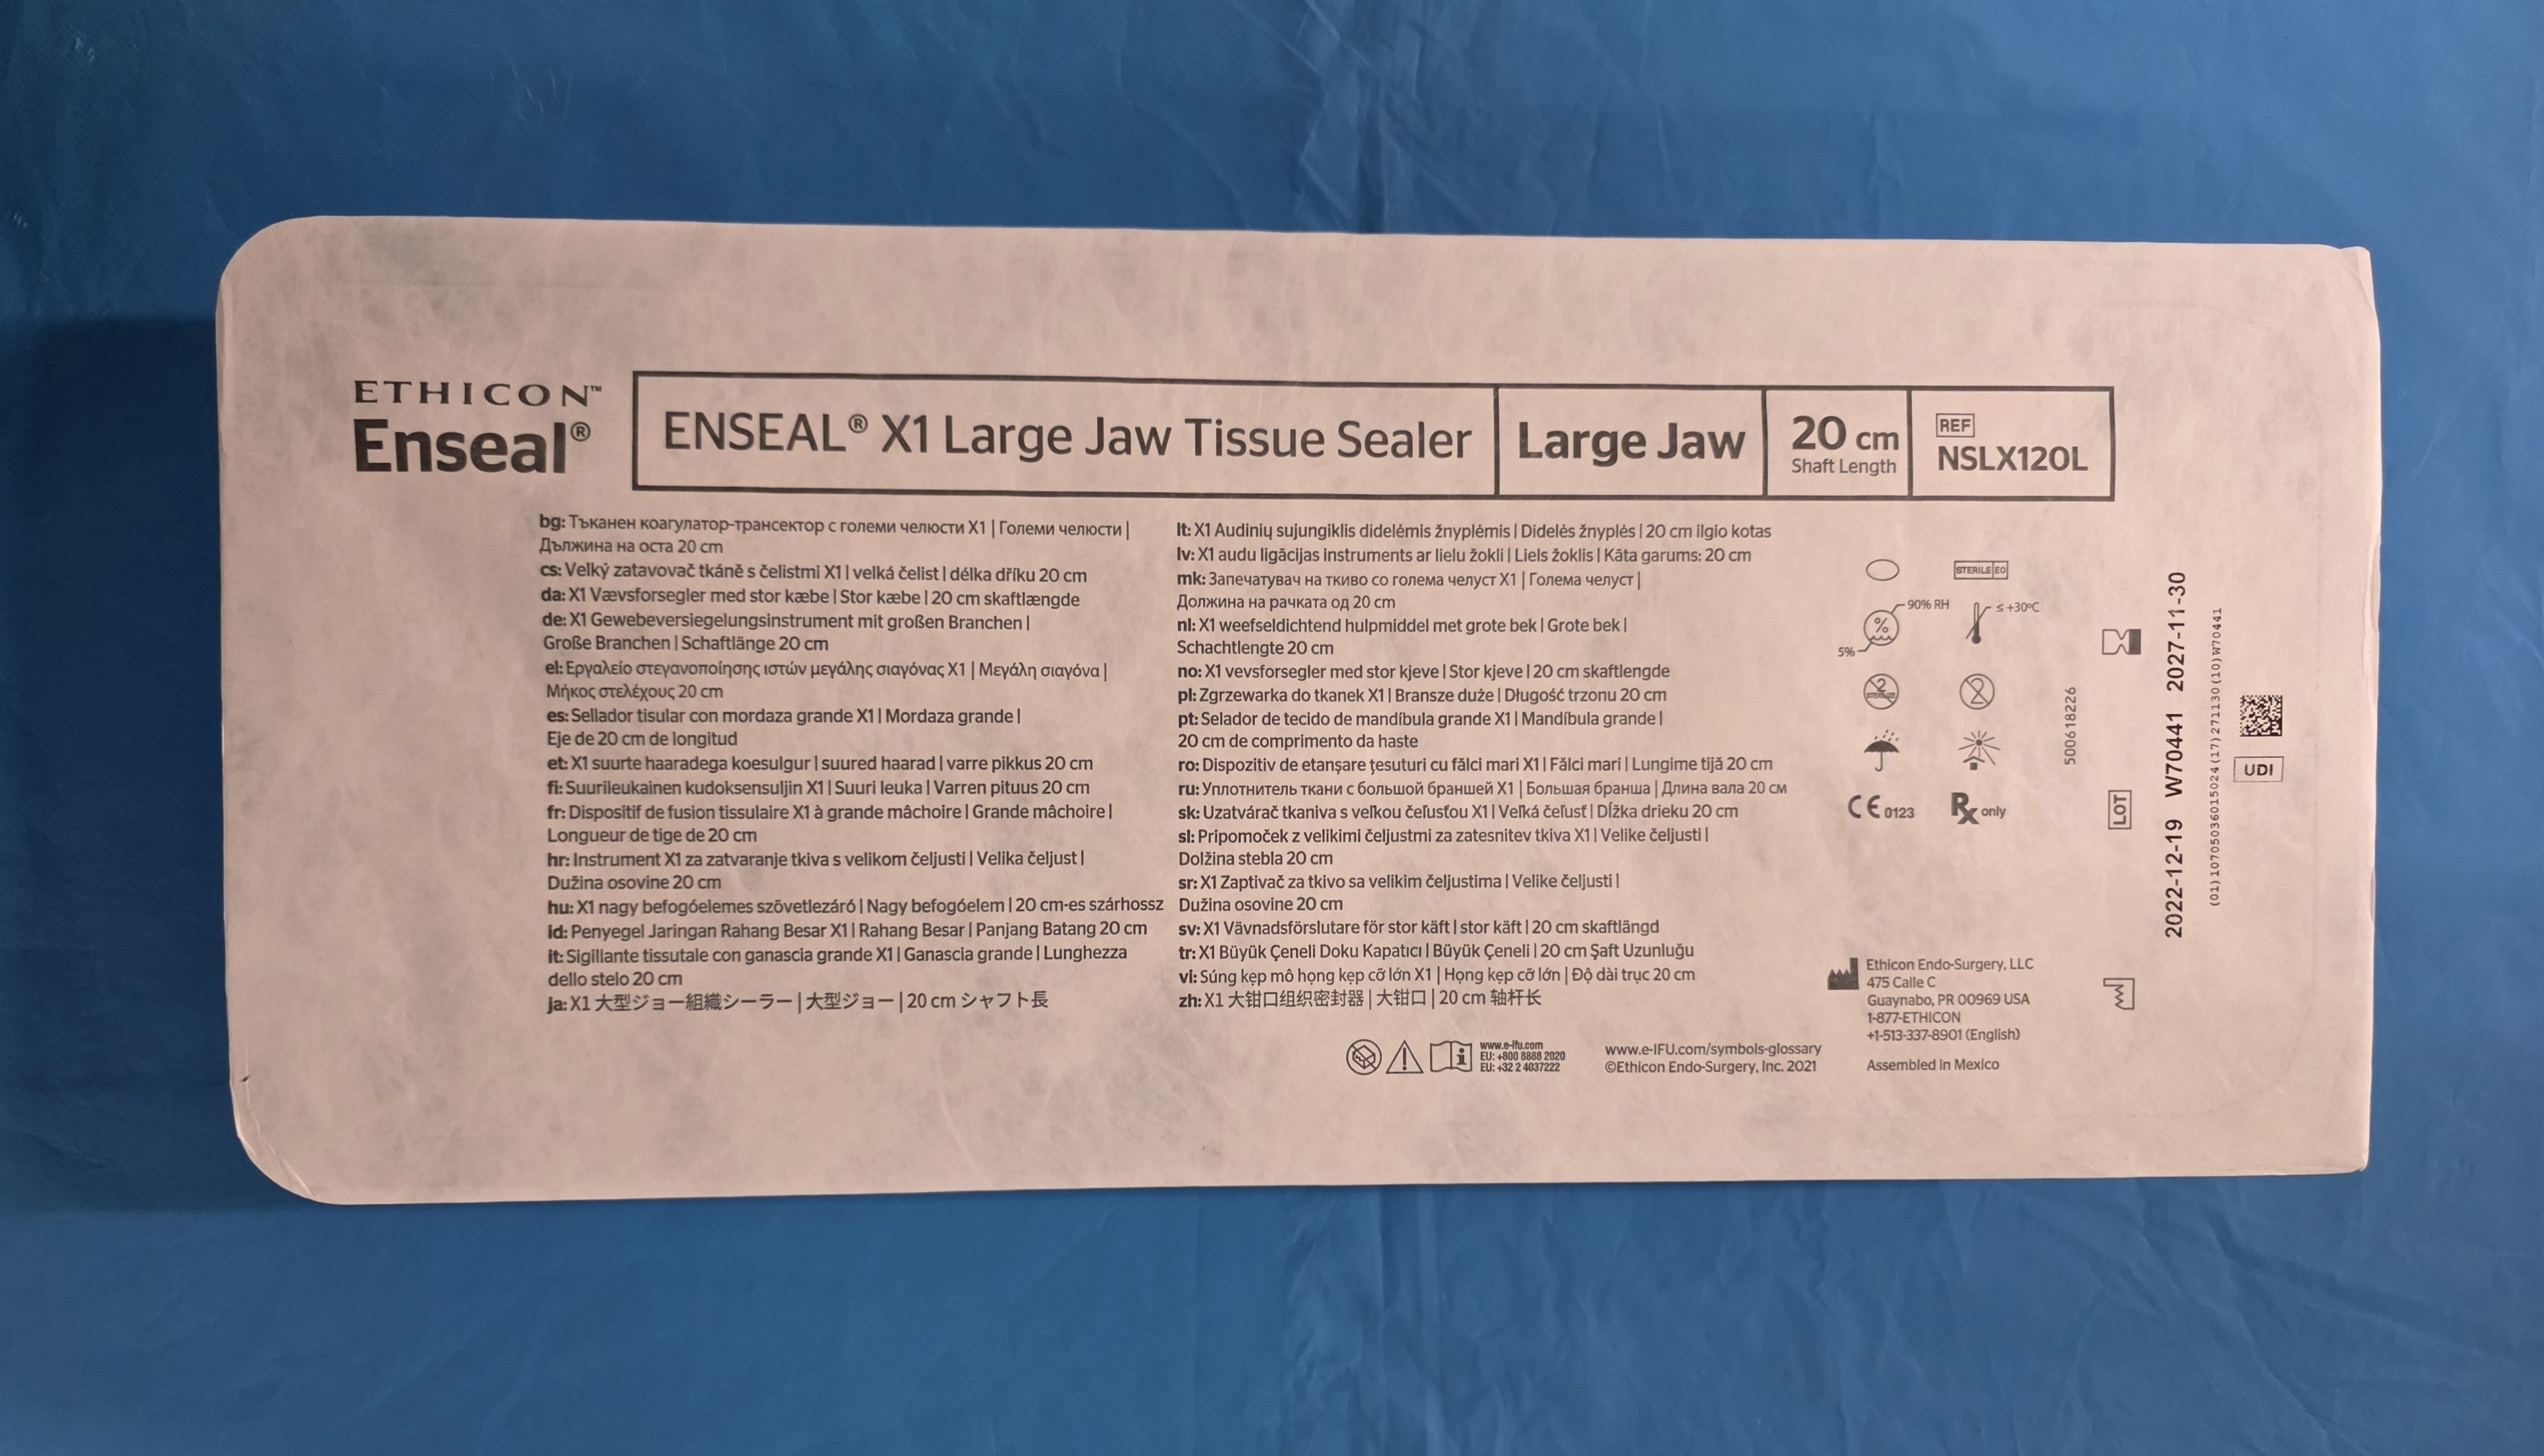 ETHICON™
Enseal®
ENSEAL® X1 Large Jaw Tissue Sealer
Large Jaw
20 cm
Shaft Length
REF
NSLX120L
bg: Тъканен коагулатор-трансектор с големи челюсти X1 | Големи челюсти |
Дължина на оста 20 cm
cs: Velký zatavovač tkáně s čelistmi X1 | velká čelist | délka dříku 20 cm
da: X1 Vævsforsegler med stor kæbe | Stor kæbe | 20 cm skaftlængde
de: X1 Gewebeversiegelungsinstrument mit großen Branchen |
Große Branchen | Schaftlänge 20 cm
el: Εργαλείο στεγανοποίησης ιστών μεγάλης σιαγόνας X1 | Μεγάλη σιαγόνα |
Μήκος στελέχους 20 cm
es: Sellador tisular con mordaza grande X1 | Mordaza grande |
Eje de 20 cm de longitud
et: X1 suurte haaradega koesulgur | suured haarad | varre pikkus 20 cm
fi: Suurileukainen kudoksensuljin X1 | Suuri leuka | Varren pituus 20 cm
fr: Dispositif de fusion tissulaire X1 à grande mâchoire | Grande mâchoire |
Longueur de tige de 20 cm
hr: Instrument X1 za zatvaranje tkiva s velikom čeljusti | Velika čeljust |
Dužina osovine 20 cm
hu: X1 nagy befogóelemes szövetlezáró | Nagy befogóelem | 20 cm-es szárhossz
id: Penyegel Jaringan Rahang Besar X1 | Rahang Besar | Panjang Batang 20 cm
it: Sigillante tissutale con ganascia grande X1 | Ganascia grande | Lunghezza
dello stelo 20 cm
ja: X1 大型ジョー組織シーラー | 大型ジョー | 20 cm シャフト長
lt: X1 Audinių sujungiklis didelėmis žnyplėmis | Didelės žnyplės | 20 cm ilgio kotas
lv: X1 audu ligācijas instruments ar lielu žokli | Liels žoklis | Kāta garums: 20 cm
mk: Запечатувач на ткиво со голема челуст X1 | Голема челуст |
Должина на рачката од 20 cm
nl: X1 weefseldichtend hulpmiddel met grote bek | Grote bek |
Schachtlengte 20 cm
no: X1 vevsforsegler med stor kjeve | Stor kjeve | 20 cm skaftlengde
pl: Zgrzewarka do tkanek X1 | Bransze duże | Długość trzonu 20 cm
pt: Selador de tecido de mandíbula grande X1 | Mandíbula grande |
20 cm de comprimento da haste
ro: Dispozitiv de etanșare țesuturi cu fălci mari X1 | Fălci mari | Lungime tijă 20 cm
ru: Уплотнитель ткани с большой браншей X1 | Большая бранша | Длина вала 20 см
sk: Uzatvárač tkaniva s veľkou čeľusťou X1 | Veľká čeľusť | Dĺžka drieku 20 cm
sl: Pripomoček z velikimi čeljustmi za zatesnitev tkiva X1 | Velike čeljusti |
Dolžina stebla 20 cm
sr: X1 Zaptivač za tkivo sa velikim čeljustima | Velike čeljusti |
Dužina osovine 20 cm
sv: X1 Vävnadsförslutare för stor käft | stor käft | 20 cm skaftlängd
tr: X1 Büyük Çeneli Doku Kapatıcı | Büyük Çeneli | 20 cm Şaft Uzunluğu
vi: Súng kẹp mô họng kẹp cỡ lớn X1 | Họng kẹp cỡ lớn | Độ dài trục 20 cm
zh: X1 大钳口组织密封器 | 大钳口 | 20 cm 轴杆长
www.e-ifu.com
EU: +800 8888 2020
EU: +32 2 4037222
www.e-IFU.com/symbols-glossary
©Ethicon Endo-Surgery, Inc. 2021
STERILE EO
90% RH
5%
%
≤ +30°C
2
STERILIZE
2
CE 0123
Rx only
Ethicon Endo-Surgery, LLC
475 Calle C
Guaynabo, PR 00969 USA
1-877-ETHICON
+1-513-337-8901 (English)
Assembled in Mexico
500618226
LOT
2022-12-19 W70441 2027-11-30
(01)10705036015024(17)271130(10)W70441
UDI